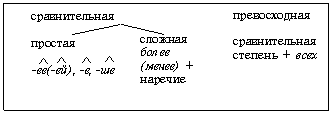 сравнительная
простая
-ее(-ей), -е, -ше
сложная
более
(менее) +
наречие
превосходная
сравнительная
степень + всех